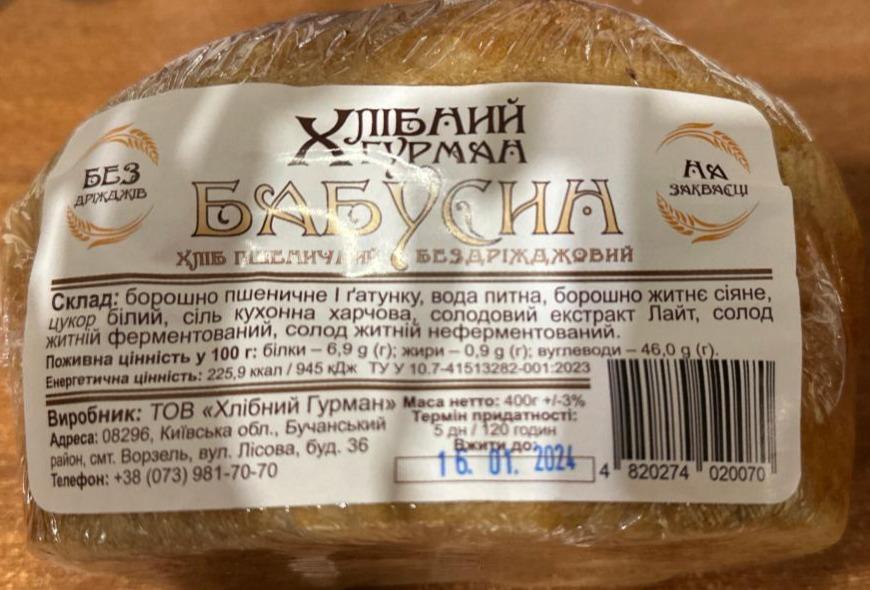 ХЛІБНИЙ
ГУРМАН
БЕЗ
ДРІЖДЖІВ
НА
ЗАКВАСЦІ
БАБУСИН
ХЛІБ ПШЕНИЧНИЙ БЕЗДРІЖДЖОВИЙ
Склад: борошно пшеничне І ґатунку, вода питна, борошно житнє сіяне,
цукор білий, сіль кухонна харчова, солодовий екстракт Лайт, солод
житній ферментований, солод житній неферментований.
Поживна цінність у 100 г: білки – 6,9 g (г); жири – 0,9 g (г); вуглеводи – 46,0 g (г).
Енергетична цінність: 225,9 ккал / 945 кДж ТУ У 10.7-41513282-001:2023
Виробник: ТОВ «Хлібний Гурман»
Адреса: 08296, Київська обл., Бучанський
район, смт. Ворзель, вул. Лісова, буд. 36
Телефон: +38 (073) 981-70-70
Маса нетто: 400г +/-3%
Термін придатності:
5 дн / 120 годин
Вжити до:
16. 01. 2024
4 820274 020070